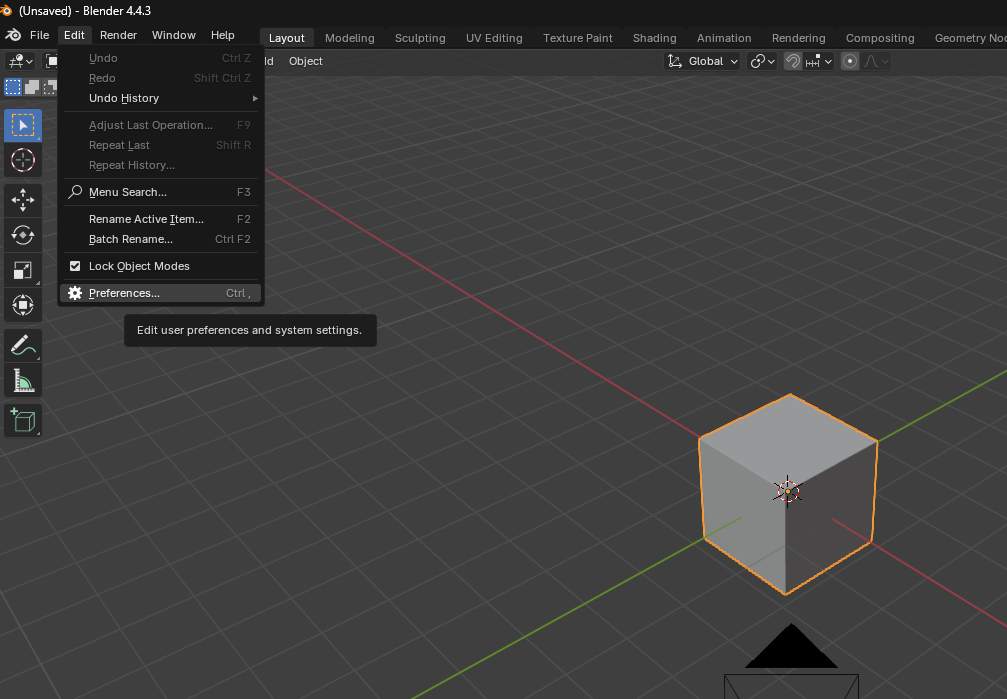 (Unsaved) - Blender 4.4.3
File Edit Render Window Help Layout Modeling Sculpting UV Editing Texture Paint Shading Animation Rendering Compositing Geometry Noc
ld Object Global
Undo Ctrl Z
Redo Shift Ctrl Z
Undo History
Adjust Last Operation... F9
Repeat Last Shift R
Repeat History...
Menu Search... F3
Rename Active Item... F2
Batch Rename... Ctrl F2
Lock Object Modes
Preferences... Ctrl ,
Edit user preferences and system settings.